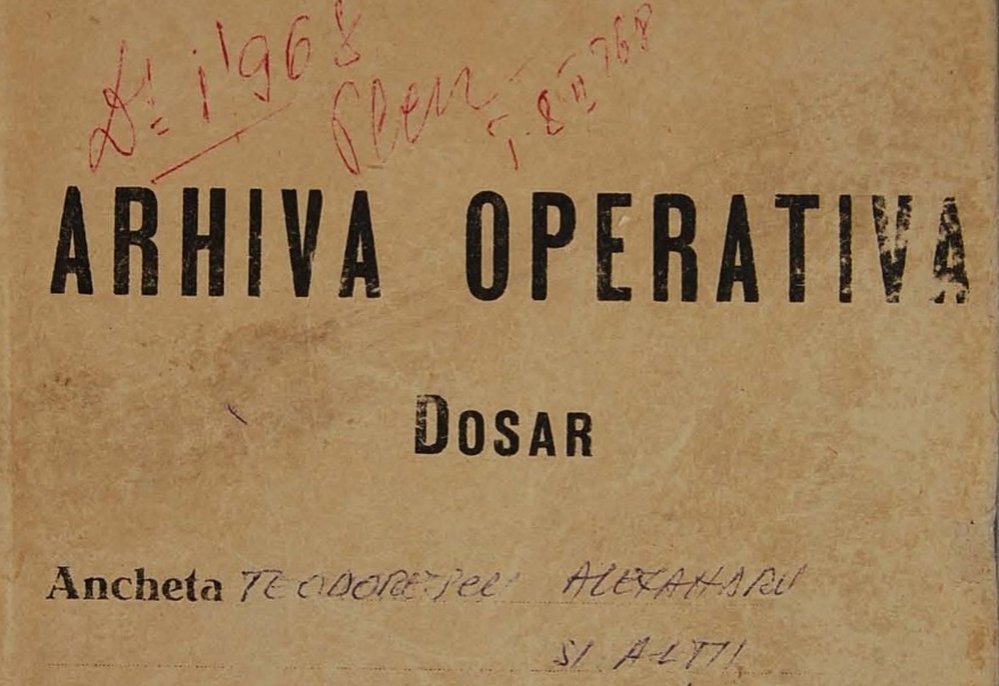 1968
ARHIVA OPERATIVA
DOSAR
Ancheta TEODORESCU ALEXANDRU
SI ALTII